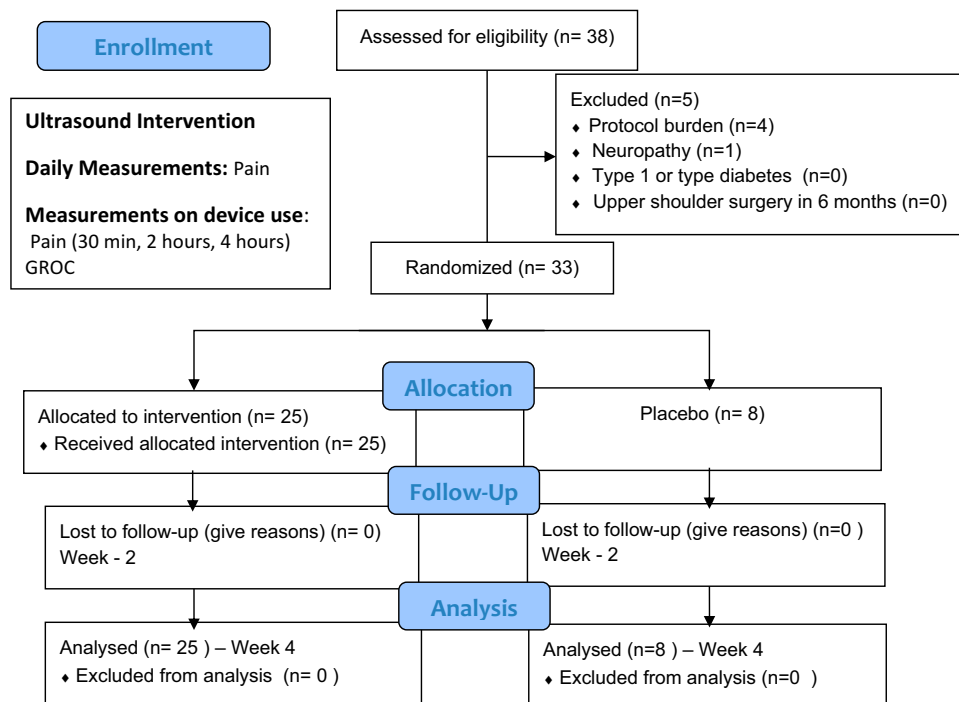 Enrollment
Assessed for eligibility (n= 38)
Ultrasound Intervention
Daily Measurements: Pain
Measurements on device use:
Pain (30 min, 2 hours, 4 hours)
GROC
Excluded (n=5)
♦ Protocol burden (n=4)
♦ Neuropathy (n=1)
♦ Type 1 or type diabetes (n=0)
♦ Upper shoulder surgery in 6 months (n=0)
Randomized (n= 33)
Allocation
Allocated to intervention (n= 25)
♦ Received allocated intervention (n= 25)
Placebo (n= 8)
Follow-Up
Lost to follow-up (give reasons) (n= 0)
Week - 2
Lost to follow-up (give reasons) (n=0 )
Week - 2
Analysis
Analysed (n= 25 ) – Week 4
♦ Excluded from analysis (n= 0 )
Analysed (n=8 ) – Week 4
♦ Excluded from analysis (n=0 )